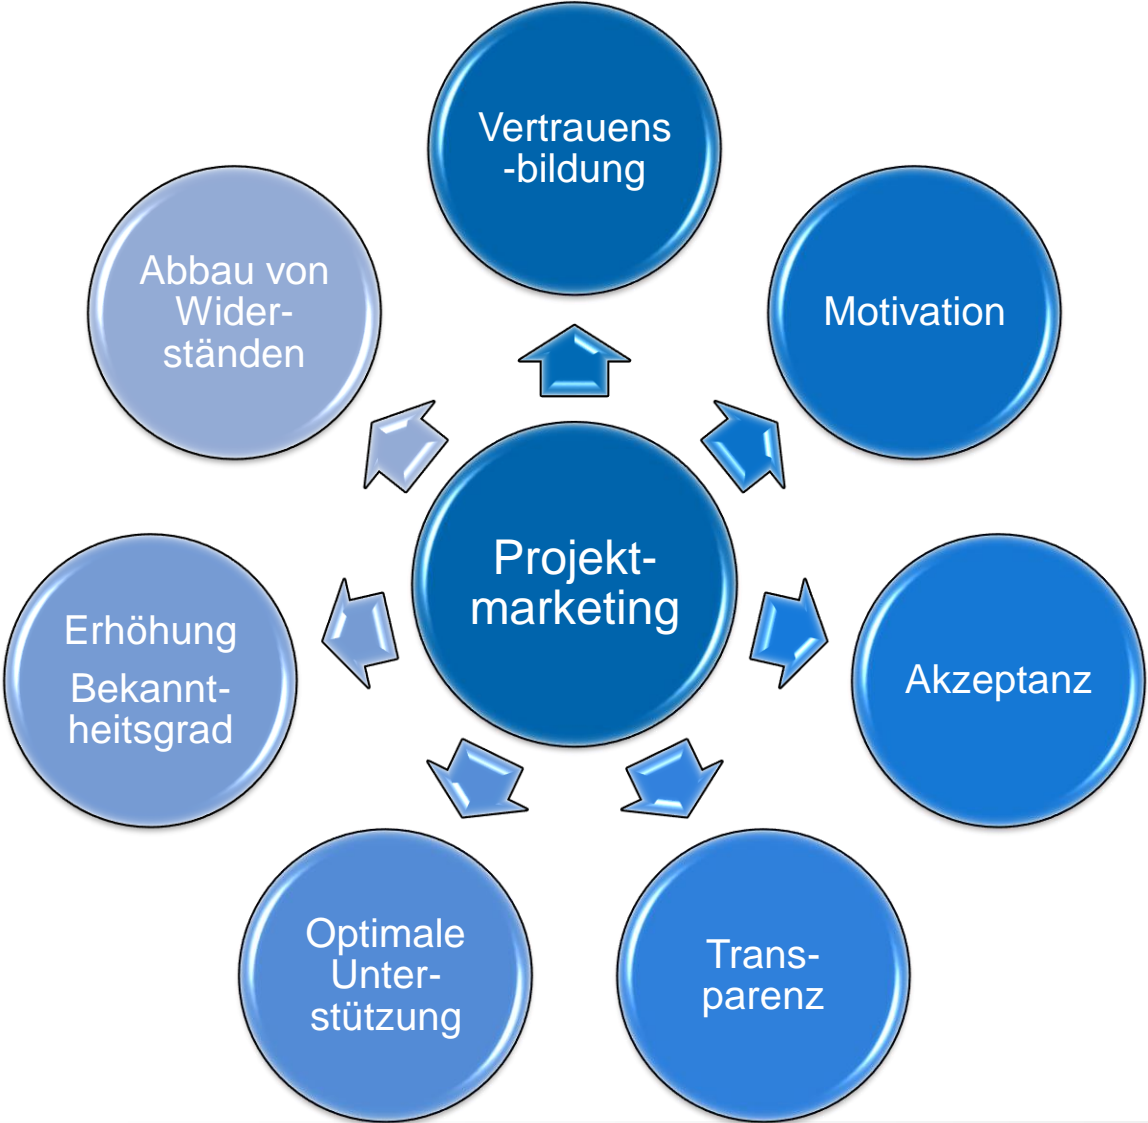 Vertrauens
-bildung
Motivation
Akzeptanz
Trans-
parenz
Optimale
Unter-
stützung
Erhöhung
Bekannt-
heitsgrad
Abbau von
Wider-
ständen
Projekt-
marketing